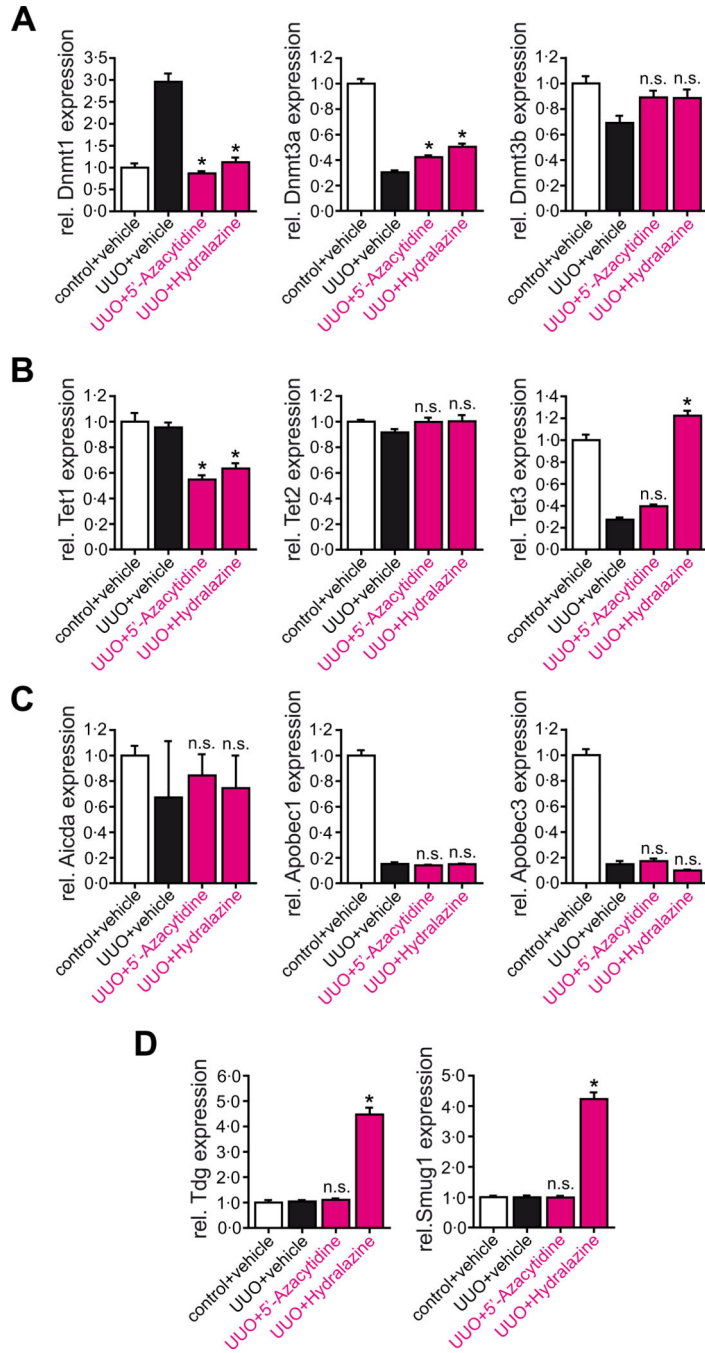 A
rel. Dnmt1 expression
3·5
3·0
2·5
2·0
1·5
1·0
0·5
0·0
*
*
control+vehicle
UUO+vehicle
UUO+5'-Azacytidine
UUO+Hydralazine
rel. Dnmt3a expression
1·2
1·0
0·8
0·6
0·4
0·2
0·0
*
*
control+vehicle
UUO+vehicle
UUO+5'-Azacytidine
UUO+Hydralazine
rel. Dnmt3b expression
1·2
1·0
0·8
0·6
0·4
0·2
0·0
n.s.
n.s.
control+vehicle
UUO+vehicle
UUO+5'-Azacytidine
UUO+Hydralazine
B
rel. Tet1 expression
1·2
1·0
0·8
0·6
0·4
0·2
0·0
*
*
control+vehicle
UUO+vehicle
UUO+5'-Azacytidine
UUO+Hydralazine
rel. Tet2 expression
1·2
1·0
0·8
0·6
0·4
0·2
0·0
n.s.
n.s.
control+vehicle
UUO+vehicle
UUO+5'-Azacytidine
UUO+Hydralazine
rel. Tet3 expression
1·4
1·2
1·0
0·8
0·6
0·4
0·2
0·0
n.s.
*
control+vehicle
UUO+vehicle
UUO+5'-Azacytidine
UUO+Hydralazine
C
rel. Aicda expression
1·2
1·0
0·8
0·6
0·4
0·2
0·0
n.s.
n.s.
control+vehicle
UUO+vehicle
UUO+5'-Azacytidine
UUO+Hydralazine
rel. Apobec1 expression
1·2
1·0
0·8
0·6
0·4
0·2
0·0
n.s.
n.s.
control+vehicle
UUO+vehicle
UUO+5'-Azacytidine
UUO+Hydralazine
rel. Apobec3 expression
1·2
1·0
0·8
0·6
0·4
0·2
0·0
n.s.
n.s.
control+vehicle
UUO+vehicle
UUO+5'-Azacytidine
UUO+Hydralazine
D
rel. Tdg expression
6·0
5·0
4·0
3·0
2·0
1·0
0·0
n.s.
*
control+vehicle
UUO+vehicle
UUO+5'-Azacytidine
UUO+Hydralazine
rel.Smug1 expression
5·0
4·0
3·0
2·0
1·0
0·0
n.s.
*
control+vehicle
UUO+vehicle
UUO+5'-Azacytidine
UUO+Hydralazine